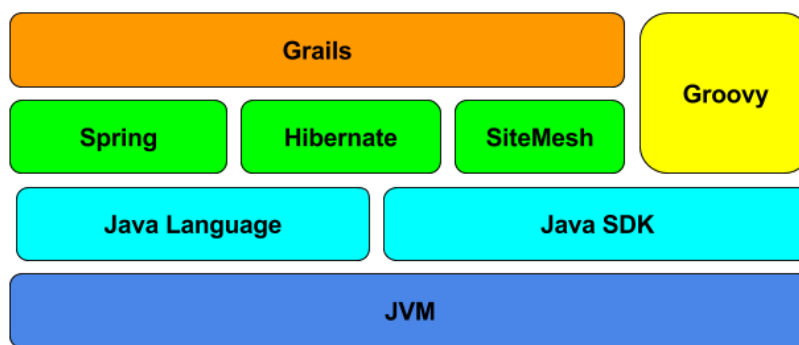 Grails
Groovy
Spring
Hibernate
SiteMesh
Java Language
Java SDK
JVM